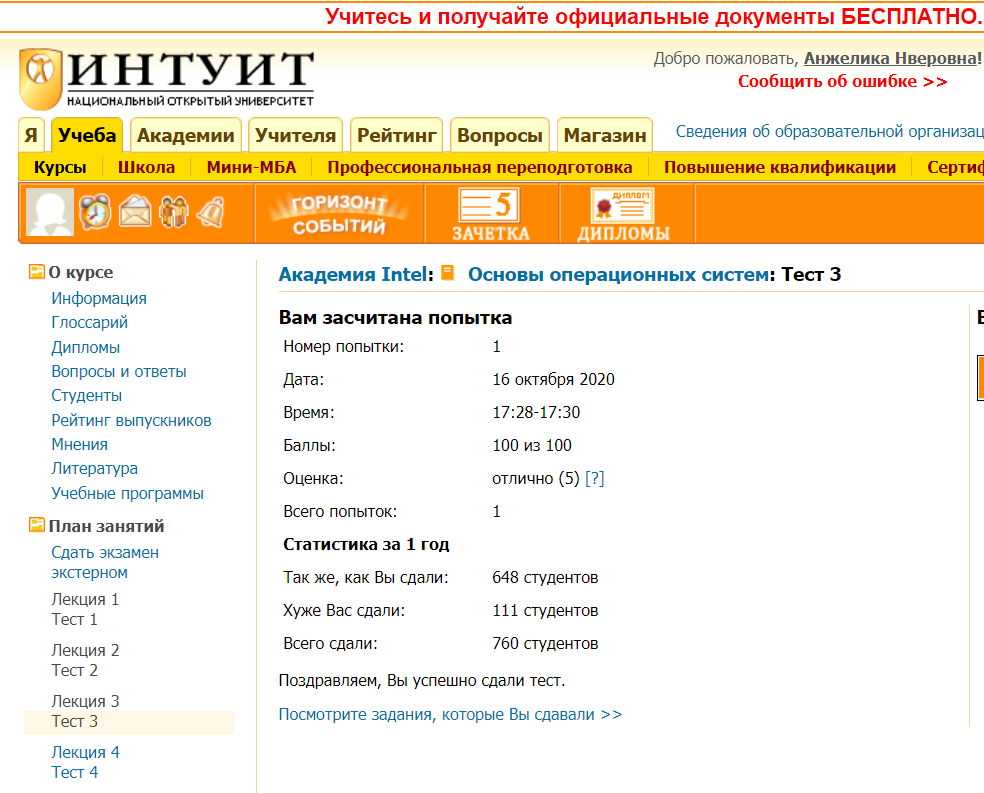 Учитесь и получайте официальные документы БЕСПЛАТНО.
ИНТУИТ
НАЦИОНАЛЬНЫЙ ОТКРЫТЫЙ УНИВЕРСИТЕТ
Добро пожаловать, Анжелика Нверовна!
Сообщить об ошибке >>
Я Учеба Академии Учителя Рейтинг Вопросы Магазин Сведения об образовательной организац
Курсы Школа Мини-МБА Профессиональная переподготовка Повышение квалификации Сертиф
ГОРИЗОНТ СОБЫТИЙ
5 ЗАЧЕТКА
ДИПЛОМ ДИПЛОМЫ
О курсе
Информация
Глоссарий
Дипломы
Вопросы и ответы
Студенты
Рейтинг выпускников
Мнения
Литература
Учебные программы
План занятий
Сдать экзамен
экстерном
Лекция 1
Тест 1
Лекция 2
Тест 2
Лекция 3
Тест 3
Лекция 4
Тест 4
Академия Intel: Основы операционных систем: Тест 3
Вам засчитана попытка
Номер попытки: 1
Дата: 16 октября 2020
Время: 17:28-17:30
Баллы: 100 из 100
Оценка: отлично (5) [?]
Всего попыток: 1
Статистика за 1 год
Так же, как Вы сдали: 648 студентов
Хуже Вас сдали: 111 студентов
Всего сдали: 760 студентов
Поздравляем, Вы успешно сдали тест.
Посмотрите задания, которые Вы сдавали >>